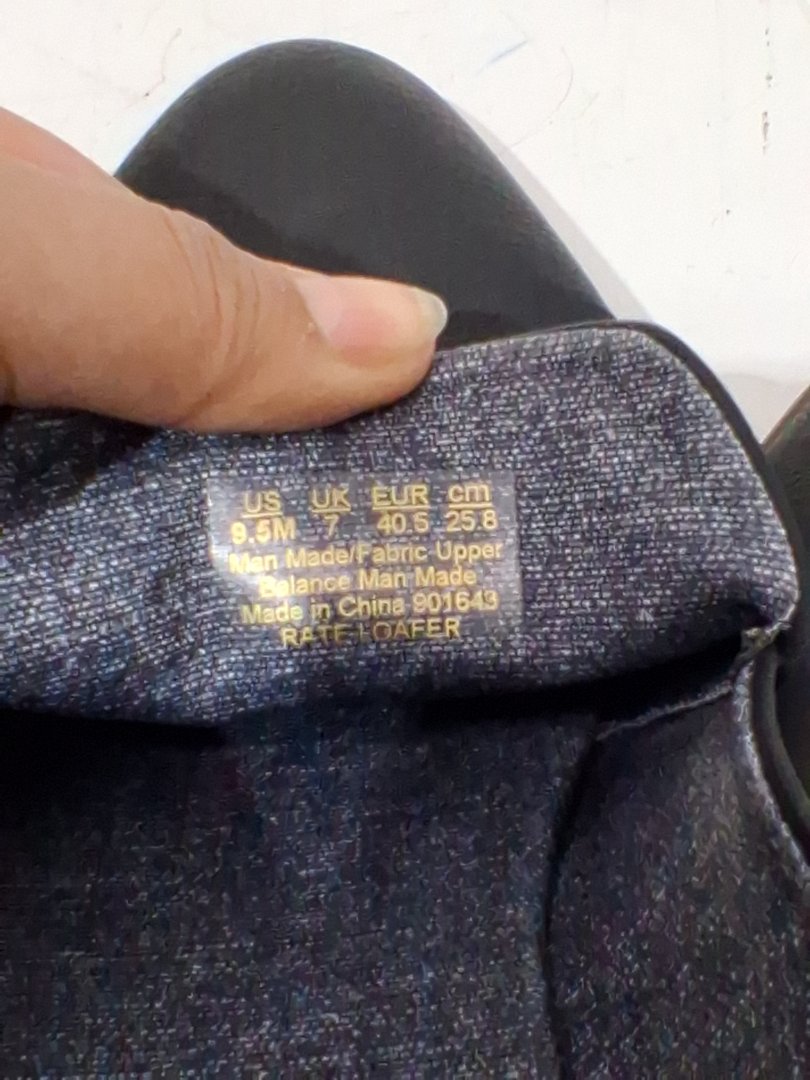 US UK EUR cm
9.5M 7 40.5 25.8
Man Made/Fabric Upper
Balance Man Made
Made in China 901643
RATE LOAFER